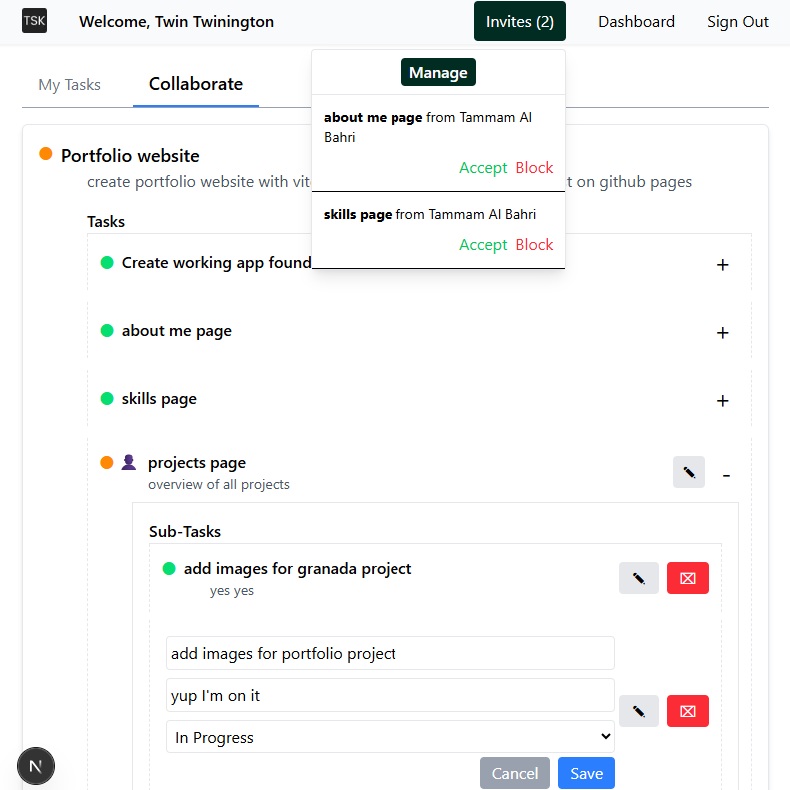 TSK Welcome, Twin Twinington Invites (2) Dashboard Sign Out
My Tasks Collaborate
Manage
about me page from Tammam Al
Bahri
Accept Block
skills page from Tammam Al Bahri
Accept Block
Portfolio website
create portfolio website with vit t on github pages
Tasks
Create working app found +
about me page +
skills page +
projects page -
overview of all projects
Sub-Tasks
add images for granada project
yes yes
add images for portfolio project
yup I'm on it
In Progress
N
Cancel Save